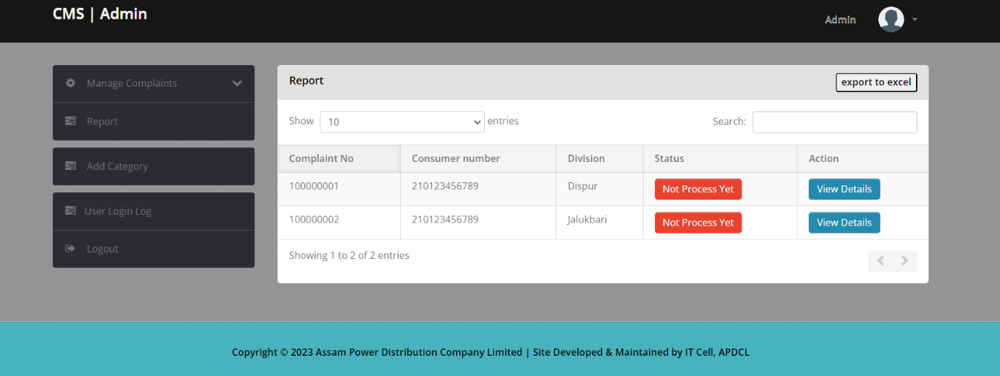 CMS | Admin
Admin
Manage Complaints
Report
Add Category
User Login Log
Logout
Report
export to excel
Show 10 entries
Search:
Complaint No Consumer number Division Status Action
100000001 210123456789 Dispur Not Process Yet View Details
100000002 210123456789 Jalukbari Not Process Yet View Details
Showing 1 to 2 of 2 entries
Copyright © 2023 Assam Power Distribution Company Limited | Site Developed & Maintained by IT Cell, APDCL